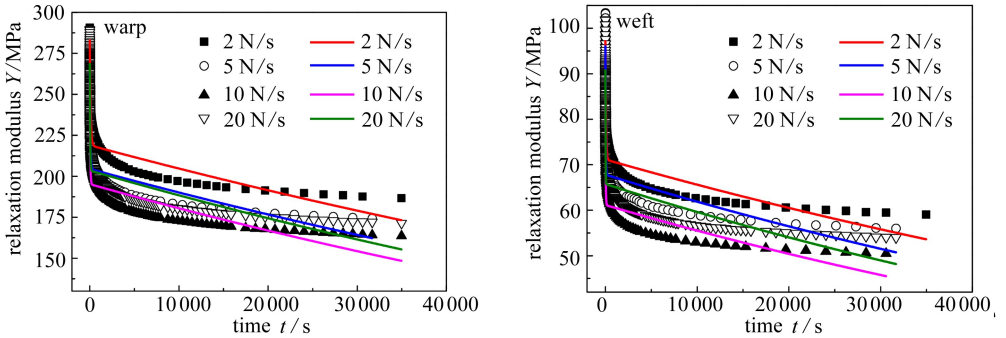 relaxation modulus Y/MPa
300
275
250
225
200
175
150
warp
2 N/s 2 N/s
5 N/s 5 N/s
10 N/s 10 N/s
20 N/s 20 N/s
0 10 000 20 000 30 000 40 000
time t/s
relaxation modulus Y/MPa
100
90
80
70
60
50
weft
2 N/s 2 N/s
5 N/s 5 N/s
10 N/s 10 N/s
20 N/s 20 N/s
0 10 000 20 000 30 000 40 000
time t/s